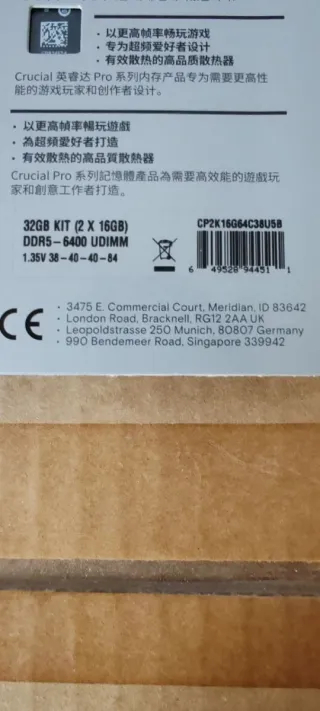 · 以更高帧率畅玩游戏
· 专为超频爱好者设计
· 有效散热的高品质散热器
Crucial 英睿达 Pro 系列内存产品专为需要更高性
能的游戏玩家和创作者设计。
· 以更高幀率暢玩遊戲
· 為超頻愛好者打造
· 有效散熱的高品質散熱器
Crucial Pro 系列記憶體產品為需要高效能的遊戲玩
家和創意工作者打造。
32GB KIT (2 X 16GB)
DDR5-6400 UDIMM
1.35V 38-40-40-84
CP2K16G64C38U5B
6 49528 94451 1
CE
· 3475 E. Commercial Court, Meridian, ID 83642
· London Road, Bracknell, RG12 2AA UK
· Leopoldstrasse 250 Munich, 80807 Germany
· 990 Bendemeer Road, Singapore 339942